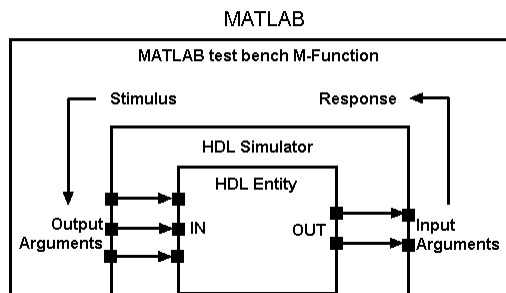 MATLAB
MATLAB test bench M-Function
Stimulus
Response
HDL Simulator
HDL Entity
Output
Arguments
IN
OUT
Input
Arguments